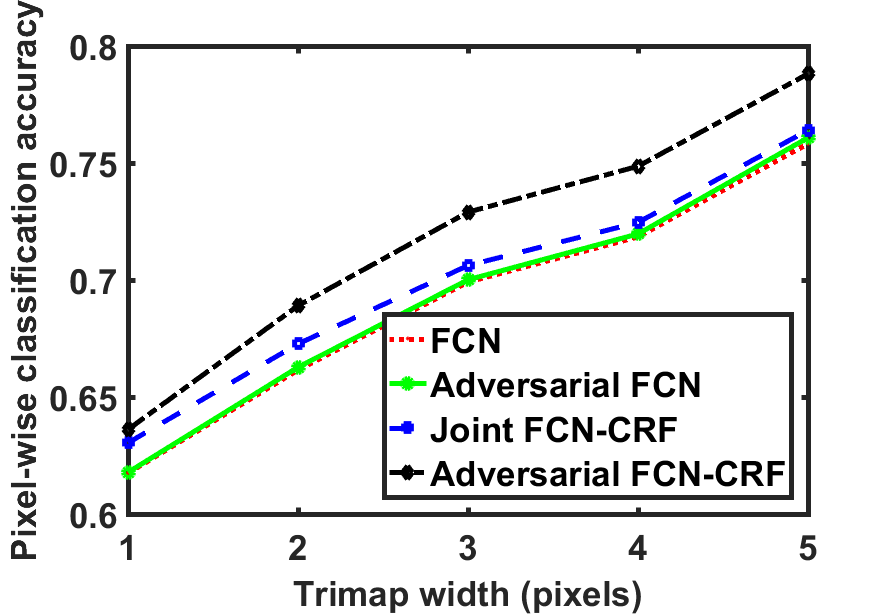 Pixel-wise classification accuracy
0.8
0.75
0.7
0.65
0.6
FCN
Adversarial FCN
Joint FCN-CRF
Adversarial FCN-CRF
1 2 3 4 5
Trimap width (pixels)